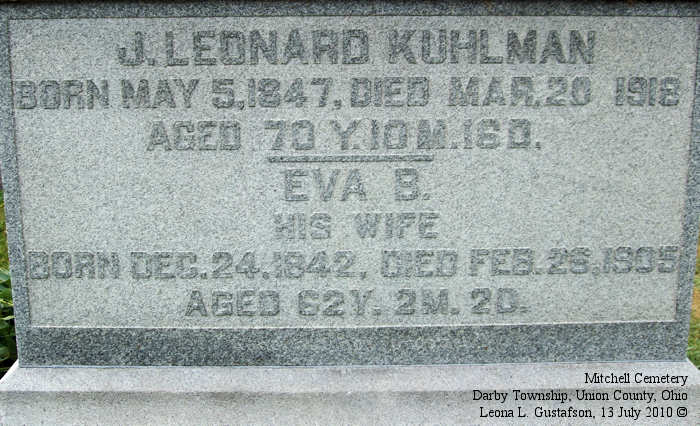 J. LEONARD KUHLMAN
BORN MAY 5, 1847, DIED MAR. 20 1918
AGED 70 Y. 10 M. 16 D.
EVA B.
HIS WIFE
BORN DEC. 24. 1842, DIED FEB. 26, 1905
AGED 62 Y. 2 M. 2 D.
Mitchell Cemetery
Darby Township, Union County, Ohio
Leona L. Gustafson, 13 July 2010 ©